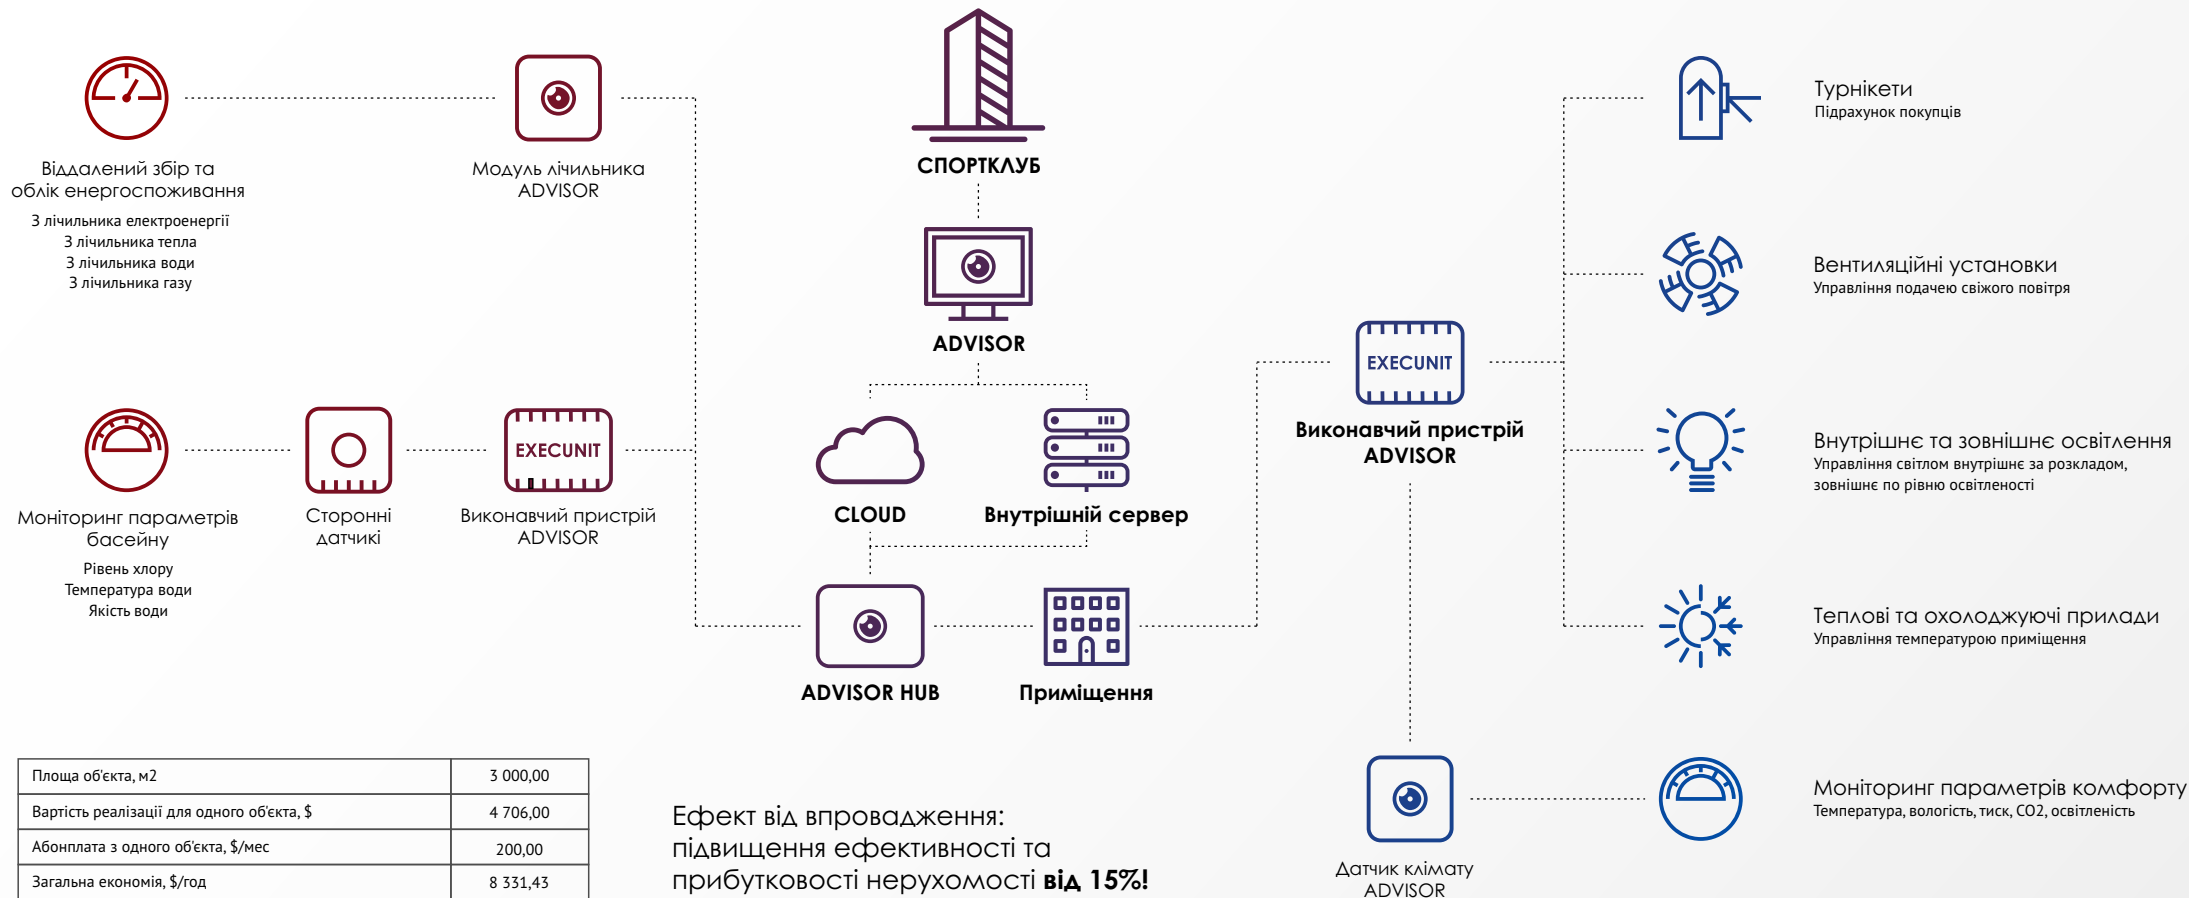 Віддалений збір та
облік енергоспоживання
З лічильника електроенергії
З лічильника тепла
З лічильника води
З лічильника газу
Модуль лічильника
ADVISOR
Моніторинг параметрів
басейну
Рівень хлору
Температура води
Якість води
Сторонні
датчикі
EXECUNIT
Виконавчий пристрій
ADVISOR
СПОРТКЛУБ
ADVISOR
CLOUD
Внутрішній сервер
ADVISOR HUB
Приміщення
EXECUNIT
Виконавчий пристрій
ADVISOR
Датчик клімату
ADVISOR
Турнікети
Підрахунок покупців
Вентиляційні установки
Управління подачею свіжого повітря
Внутрішнє та зовнішнє освітлення
Управління світлом внутрішнє за розкладом,
зовнішнє по рівню освітленості
Теплові та охолоджуючі прилади
Управління температурою приміщення
Моніторинг параметрів комфорту
Температура, вологість, тиск, CO2, освітленість
Площа об'єкта, м2 3 000,00
Вартість реалізації для одного об'єкта, $ 4 706,00
Абонплата з одного об'єкта, $/мес 200,00
Загальна економія, $/год 8 331,43
Ефект від впровадження:
підвищення ефективності та
прибутковості нерухомості від 15%!